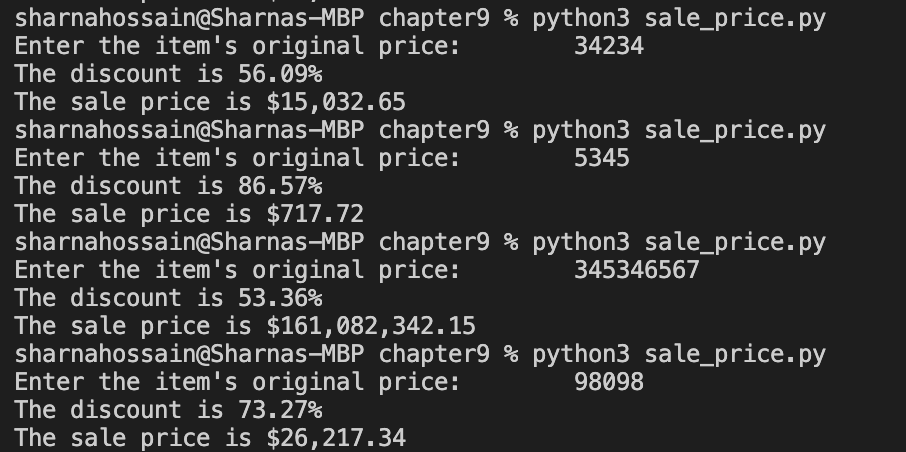 sharnahossain@Sharnas-MBP chapter9 % python3 sale_price.py
Enter the item's original price:        34234
The discount is 56.09%
The sale price is $15,032.65
sharnahossain@Sharnas-MBP chapter9 % python3 sale_price.py
Enter the item's original price:        5345
The discount is 86.57%
The sale price is $717.72
sharnahossain@Sharnas-MBP chapter9 % python3 sale_price.py
Enter the item's original price:        345346567
The discount is 53.36%
The sale price is $161,082,342.15
sharnahossain@Sharnas-MBP chapter9 % python3 sale_price.py
Enter the item's original price:        98098
The discount is 73.27%
The sale price is $26,217.34